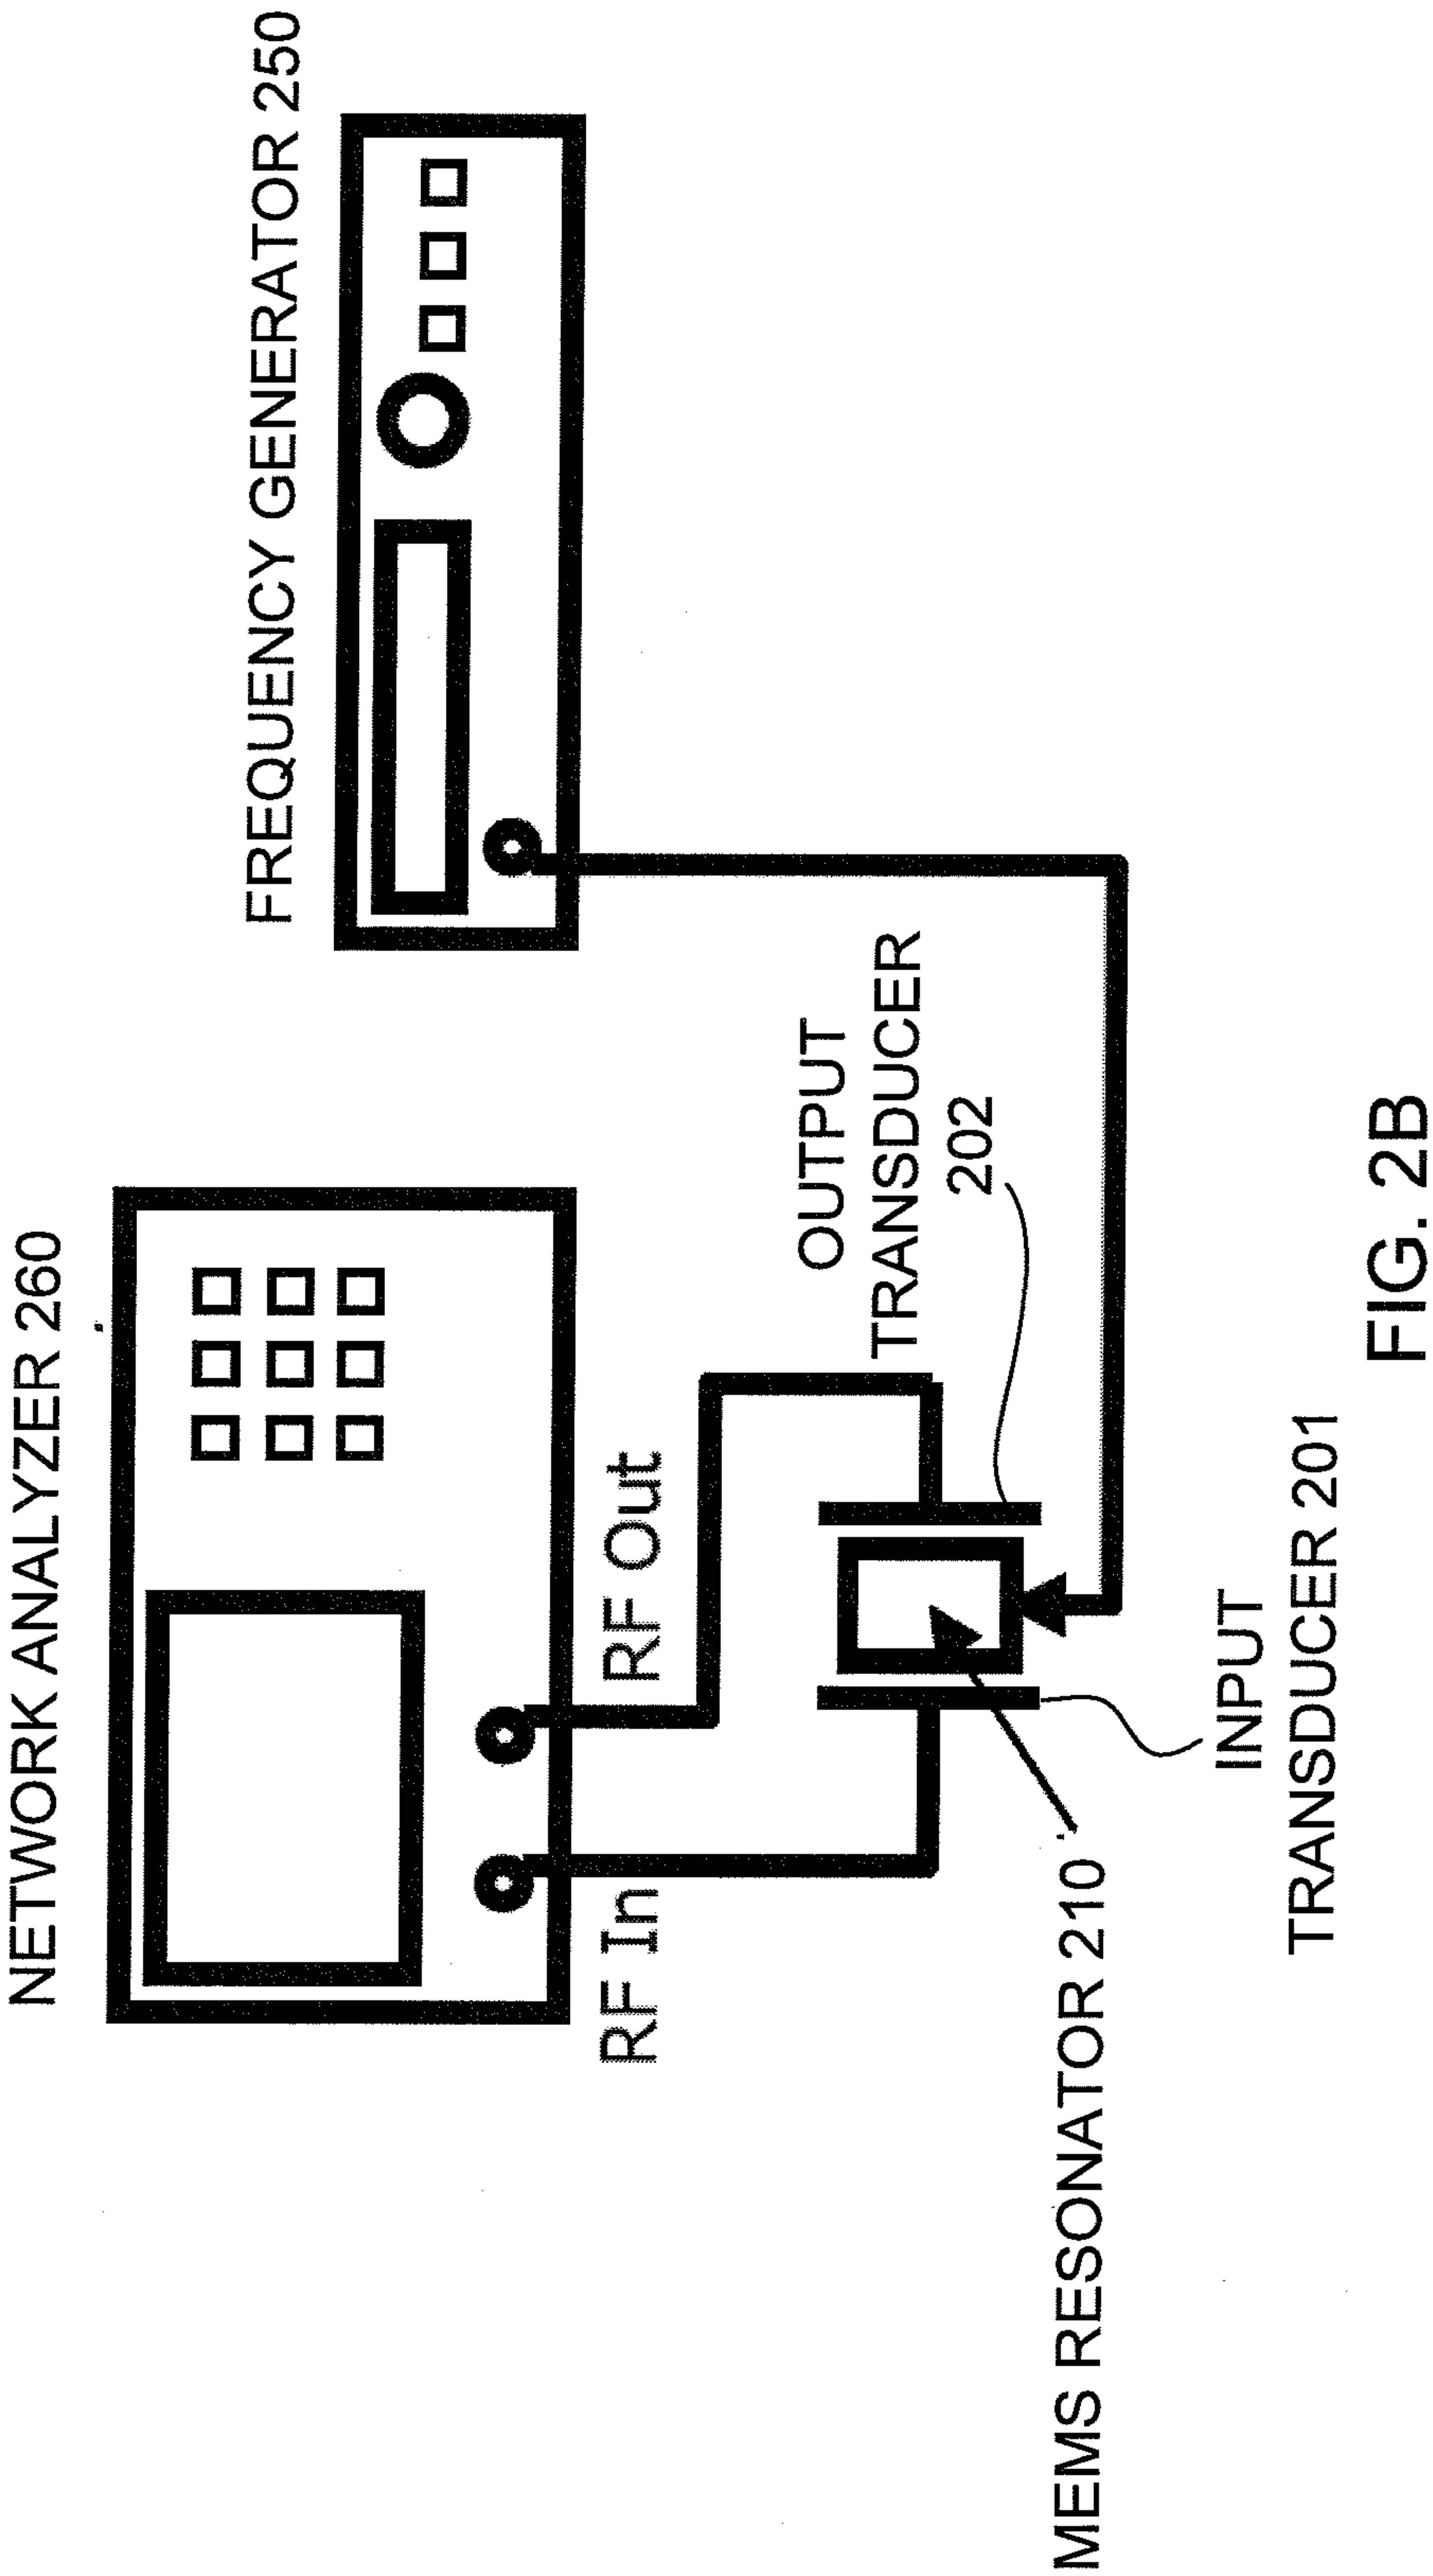 NETWORK ANALYZER 260
FREQUENCY GENERATOR 250
RF In
RF Out
OUTPUT
TRANSDUCER
202
MEMS RESONATOR 210
INPUT
TRANSDUCER 201
FIG. 2B